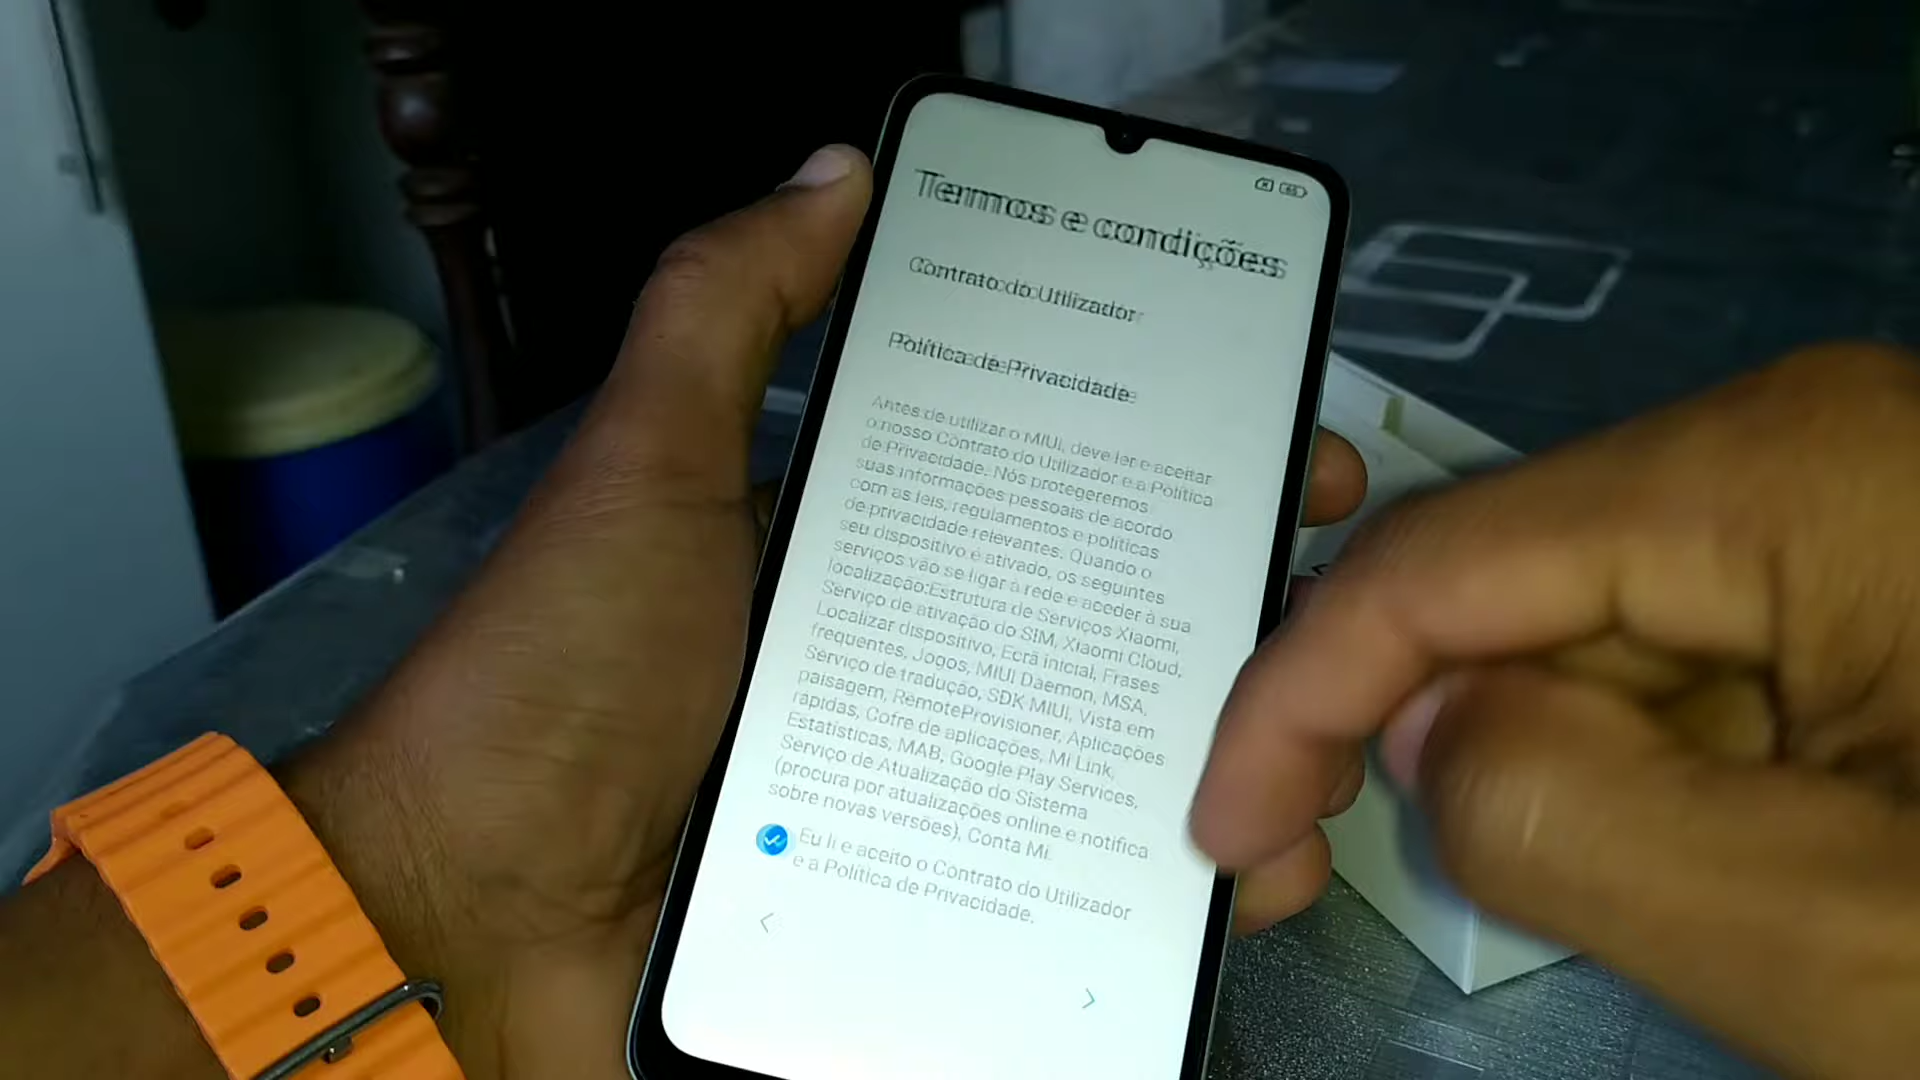 Termos e condições
Contrato do Utilizador
Política de Privacidade
Antes de utilizar o MIUI, deve ler e aceitar
o nosso Contrato do Utilizador e a Política
de Privacidade. Nós protegeremos
suas informações pessoais de acordo
com as leis, regulamentos e políticas
de privacidade relevantes. Quando o
seu dispositivo é ativado, os seguintes
serviços vão se ligar à rede e aceder à sua
localização:Estrutura de Serviços Xiaomi,
Serviço de ativação do SIM, Xiaomi Cloud,
Localizar dispositivo, Ecrã inicial, Frases
frequentes, Jogos, MIUI Daemon, MSA,
Serviço de tradução, SDK MIUI, Vista em
paisagem, RemoteProvisioner, Aplicações
rápidas, Cofre de aplicações, Mi Link,
Estatísticas, MAB, Google Play Services,
Serviço de Atualização do Sistema
(procura por atualizações online e notifica
sobre novas versões), Conta Mi.
Eu li e aceito o Contrato do Utilizador
e a Política de Privacidade.